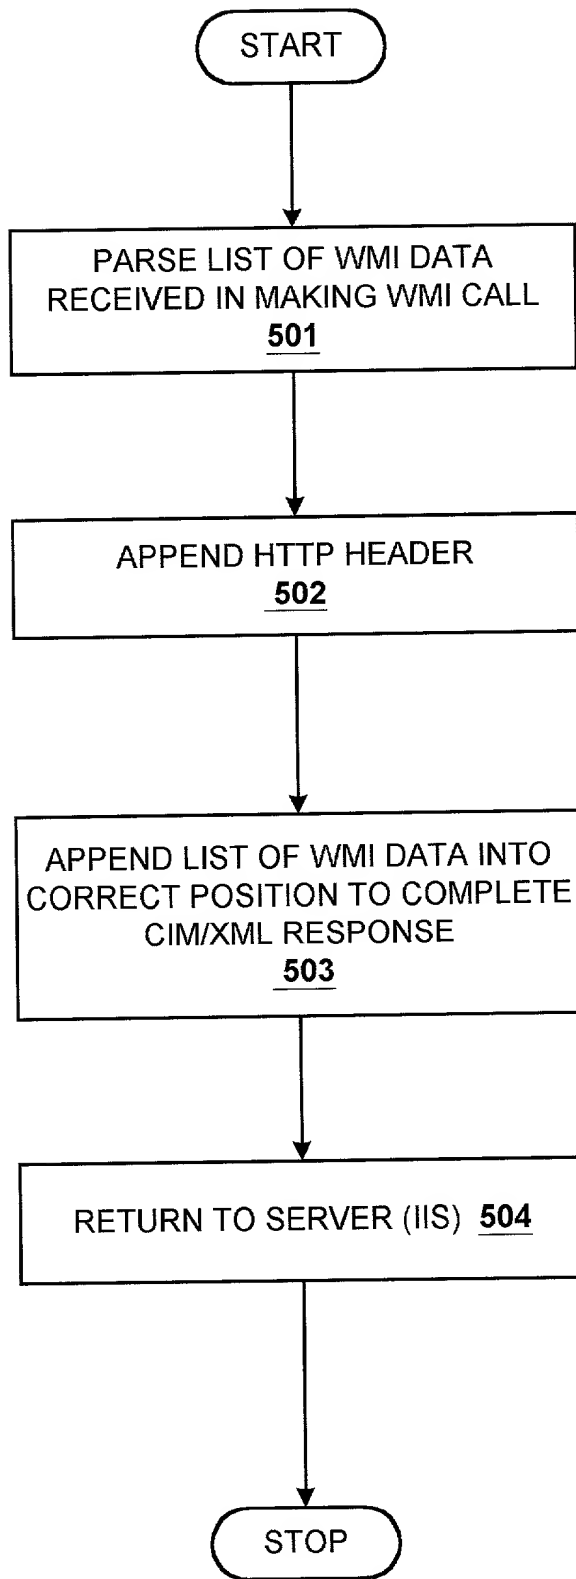 START
PARSE LIST OF WMI DATA
RECEIVED IN MAKING WMI CALL
501
APPEND HTTP HEADER
502
APPEND LIST OF WMI DATA INTO
CORRECT POSITION TO COMPLETE
CIM/XML RESPONSE
503
RETURN TO SERVER (IIS) 504
STOP